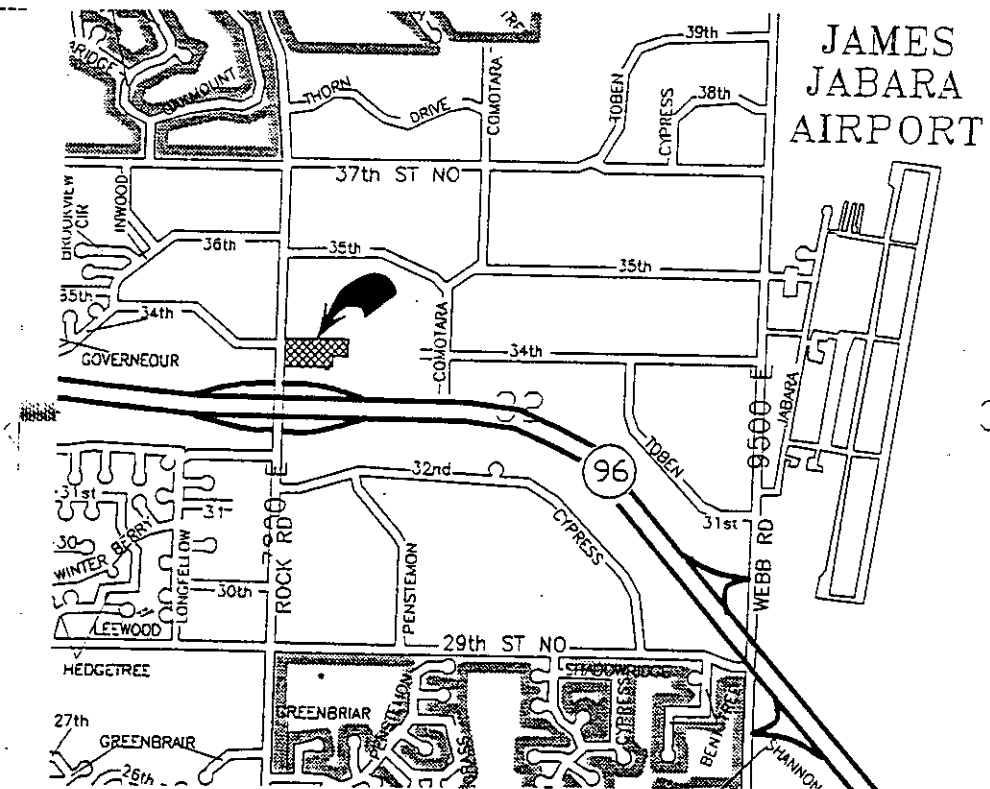 JAMES
JABARA
AIRPORT
39th
38th
THORN
DRIVE
COMOTARA
TOBEN
CYPRESS
37th ST NO
BROOKVIEW
CIR
INWOOD
36th
35th
35th
34th
GOVERNEOUR
COMOTARA
34th
JABARA
9500
96
TOBEN
32nd
31st
31st
31
CYPRESS
WEBB RD
ROCK RD
30
WINTER BERRY
LONGFELLOW
30th
PENSTEMON
LEEWOOD
29th ST NO
HEDGETREE
SHADOWRIDGE
GREENBRIAR
PENSTEMON
CYPRESS
27th
GREENBRAIR
26th
SHANNON